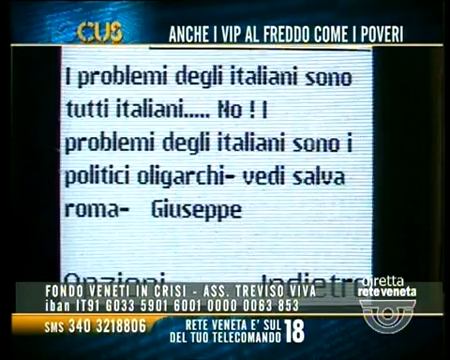 CUS
ANCHE I VIP AL FREDDO COME I POVERI
I problemi degli italiani sono
tutti italiani..... No ! I
problemi degli italiani sono i
politici oligarchi- vedi salva
roma- Giuseppe
Opzioni Indietro
diretta
reteveneta
FONDO VENETI IN CRISI - ASS. TREVISO VIVA
iban IT91 G033 5901 6001 0000 0063 853
SMS 340 3218806
RETE VENETA E' SUL
DEL TUO TELECOMANDO 18